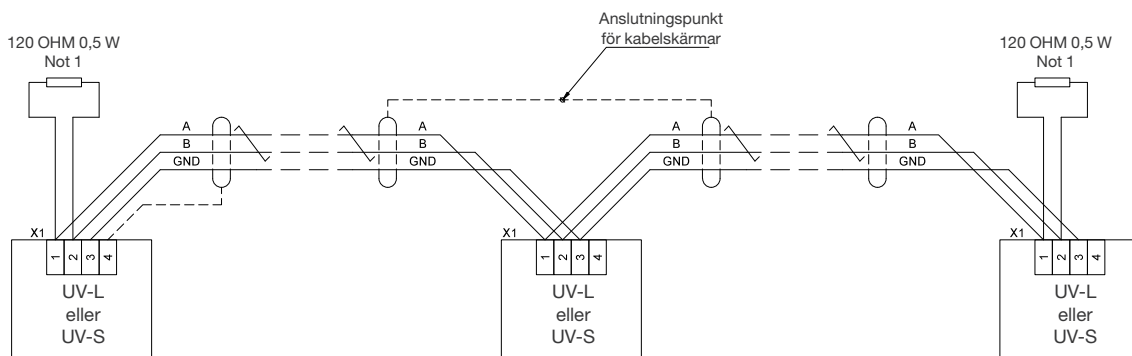 Anslutningspunkt
för kabelskärmar
120 OHM 0,5 W
Not 1
120 OHM 0,5 W
Not 1
A
B
GND
A
B
GND
A
B
GND
A
B
GND
X1
1
2
3
4
UV-L
eller
UV-S
X1
1
2
3
4
UV-L
eller
UV-S
X1
1
2
3
4
UV-L
eller
UV-S